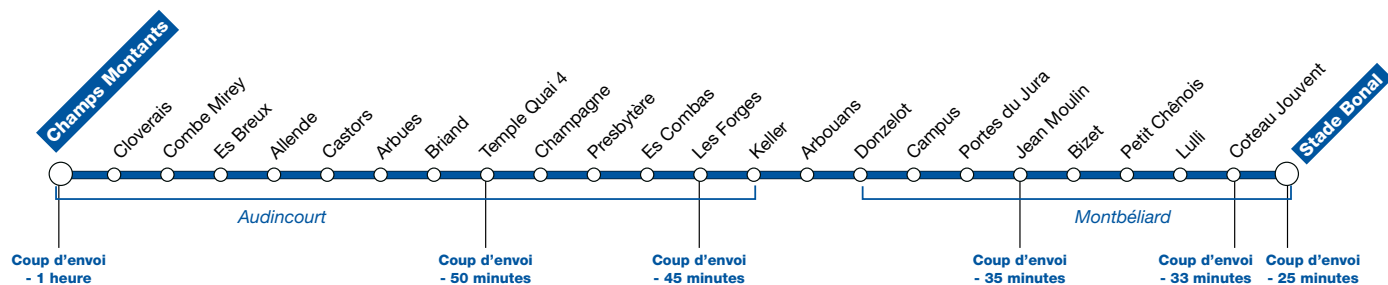 Champs Montants
Cloverais
Combe Mirey
Es Breux
Allende
Castors
Arbues
Briand
Temple Quai 4
Champagne
Presbytère
Es Combas
Les Forges
Keller
Arbouans
Donzelot
Campus
Portes du Jura
Jean Moulin
Bizet
Petit Chênois
Lulli
Coteau Jouvent
Stade Bonal
Audincourt
Montbéliard
Coup d’envoi
- 1 heure
Coup d’envoi
- 50 minutes
Coup d’envoi
- 45 minutes
Coup d’envoi
- 35 minutes
Coup d’envoi
- 33 minutes
Coup d’envoi
- 25 minutes